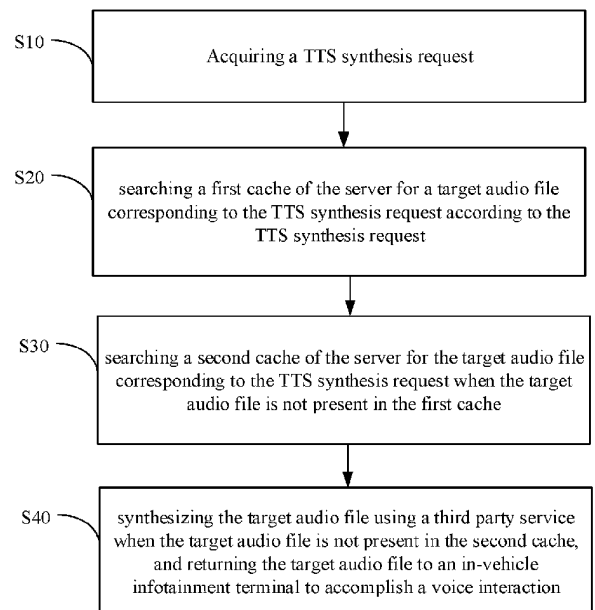 S10
Acquiring a TTS synthesis request
S20
searching a first cache of the server for a target audio file
corresponding to the TTS synthesis request according to the
TTS synthesis request
S30
searching a second cache of the server for the target audio file
corresponding to the TTS synthesis request when the target
audio file is not present in the first cache
S40
synthesizing the target audio file using a third party service
when the target audio file is not present in the second cache,
and returning the target audio file to an in-vehicle
infotainment terminal to accomplish a voice interaction